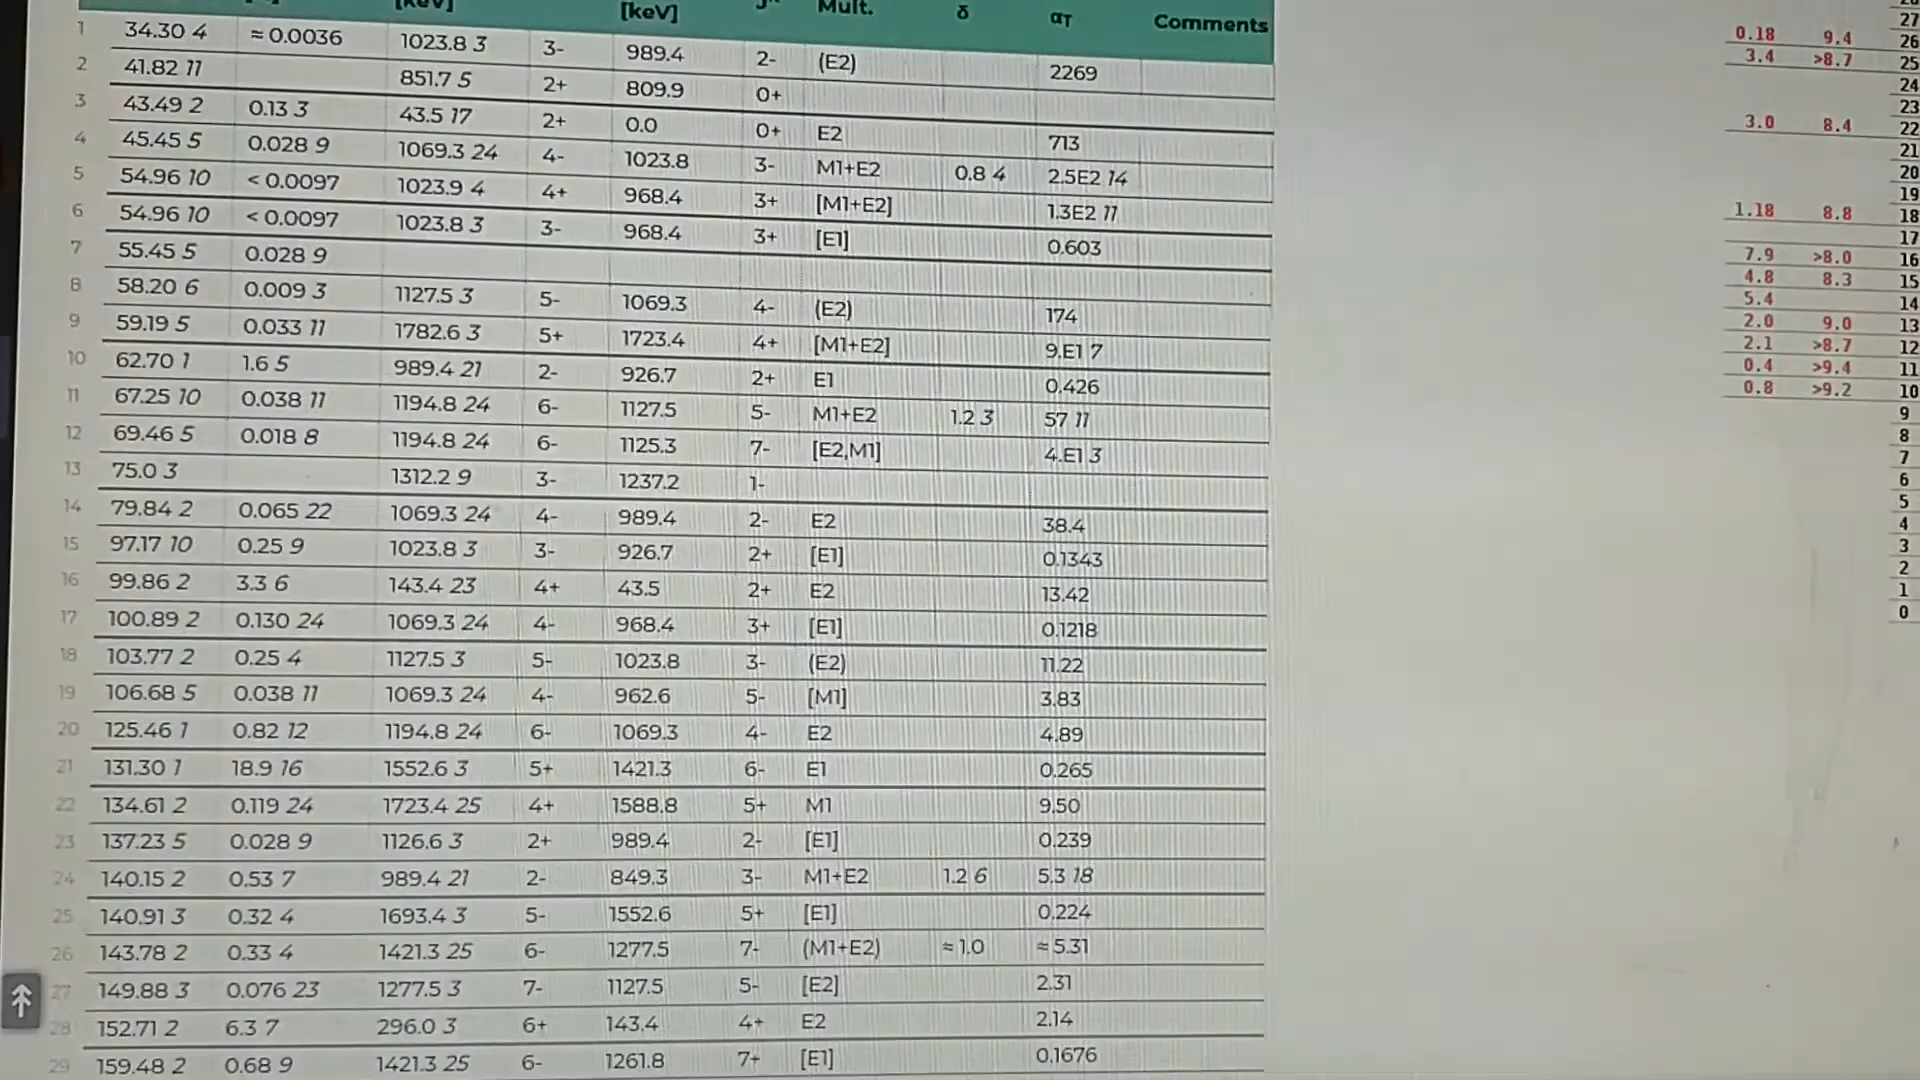 [keV] Mult. δ αT Comments
1 34.30 4 ≈ 0.0036 1023.8 3 3- 989.4 2- (E2) 2269
2 41.82 11 851.7 5 2+ 809.9 0+
3 43.49 2 0.13 3 43.5 17 2+ 0.0 0+ E2 713
4 45.45 5 0.028 9 1069.3 24 4- 1023.8 3- M1+E2 0.8 4 2.5E2 14
5 54.96 10 < 0.0097 1023.9 4 4+ 968.4 3+ [M1+E2] 1.3E2 11
6 54.96 10 < 0.0097 1023.8 3 3- 968.4 3+ [E1] 0.603
7 55.45 5 0.028 9
8 58.20 6 0.009 3 1127.5 3 5- 1069.3 4- (E2) 174
9 59.19 5 0.033 11 1782.6 3 5+ 1723.4 4+ [M1+E2] 9.E1 7
10 62.70 1 1.6 5 989.4 21 2- 926.7 2+ E1 0.426
11 67.25 10 0.038 11 1194.8 24 6- 1127.5 5- M1+E2 1.2 3 57 11
12 69.46 5 0.018 8 1194.8 24 6- 1125.3 7- [E2,M1] 4.E1 3
13 75.0 3 1312.2 9 3- 1237.2 1-
14 79.84 2 0.065 22 1069.3 24 4- 989.4 2- E2 38.4
15 97.17 10 0.25 9 1023.8 3 3- 926.7 2+ [E1] 0.1343
16 99.86 2 3.3 6 143.4 23 4+ 43.5 2+ E2 13.42
17 100.89 2 0.130 24 1069.3 24 4- 968.4 3+ [E1] 0.1218
18 103.77 2 0.25 4 1127.5 3 5- 1023.8 3- (E2) 11.22
19 106.68 5 0.038 11 1069.3 24 4- 962.6 5- [M1] 3.83
20 125.46 1 0.82 12 1194.8 24 6- 1069.3 4- E2 4.89
21 131.30 1 18.9 16 1552.6 3 5+ 1421.3 6- E1 0.265
22 134.61 2 0.119 24 1723.4 25 4+ 1588.8 5+ M1 9.50
23 137.23 5 0.028 9 1126.6 3 2+ 989.4 2- [E1] 0.239
24 140.15 2 0.53 7 989.4 21 2- 849.3 3- M1+E2 1.2 6 5.3 18
25 140.91 3 0.32 4 1693.4 3 5- 1552.6 5+ [E1] 0.224
26 143.78 2 0.33 4 1421.3 25 6- 1277.5 7- (M1+E2) ≈ 1.0 ≈ 5.31
27 149.88 3 0.076 23 1277.5 3 7- 1127.5 5- [E2] 2.31
28 152.71 2 6.3 7 296.0 3 6+ 143.4 4+ E2 2.14
29 159.48 2 0.68 9 1421.3 25 6- 1261.8 7+ [E1] 0.1676
27
0.18 9.4 26
3.4 >8.7 25
24
23
3.0 8.4 22
21
20
19
1.18 8.8 18
17
7.9 >8.0 16
4.8 8.3 15
5.4 14
2.0 9.0 13
2.1 >8.7 12
0.4 >9.4 11
0.8 >9.2 10
9
8
7
6
5
4
3
2
1
0